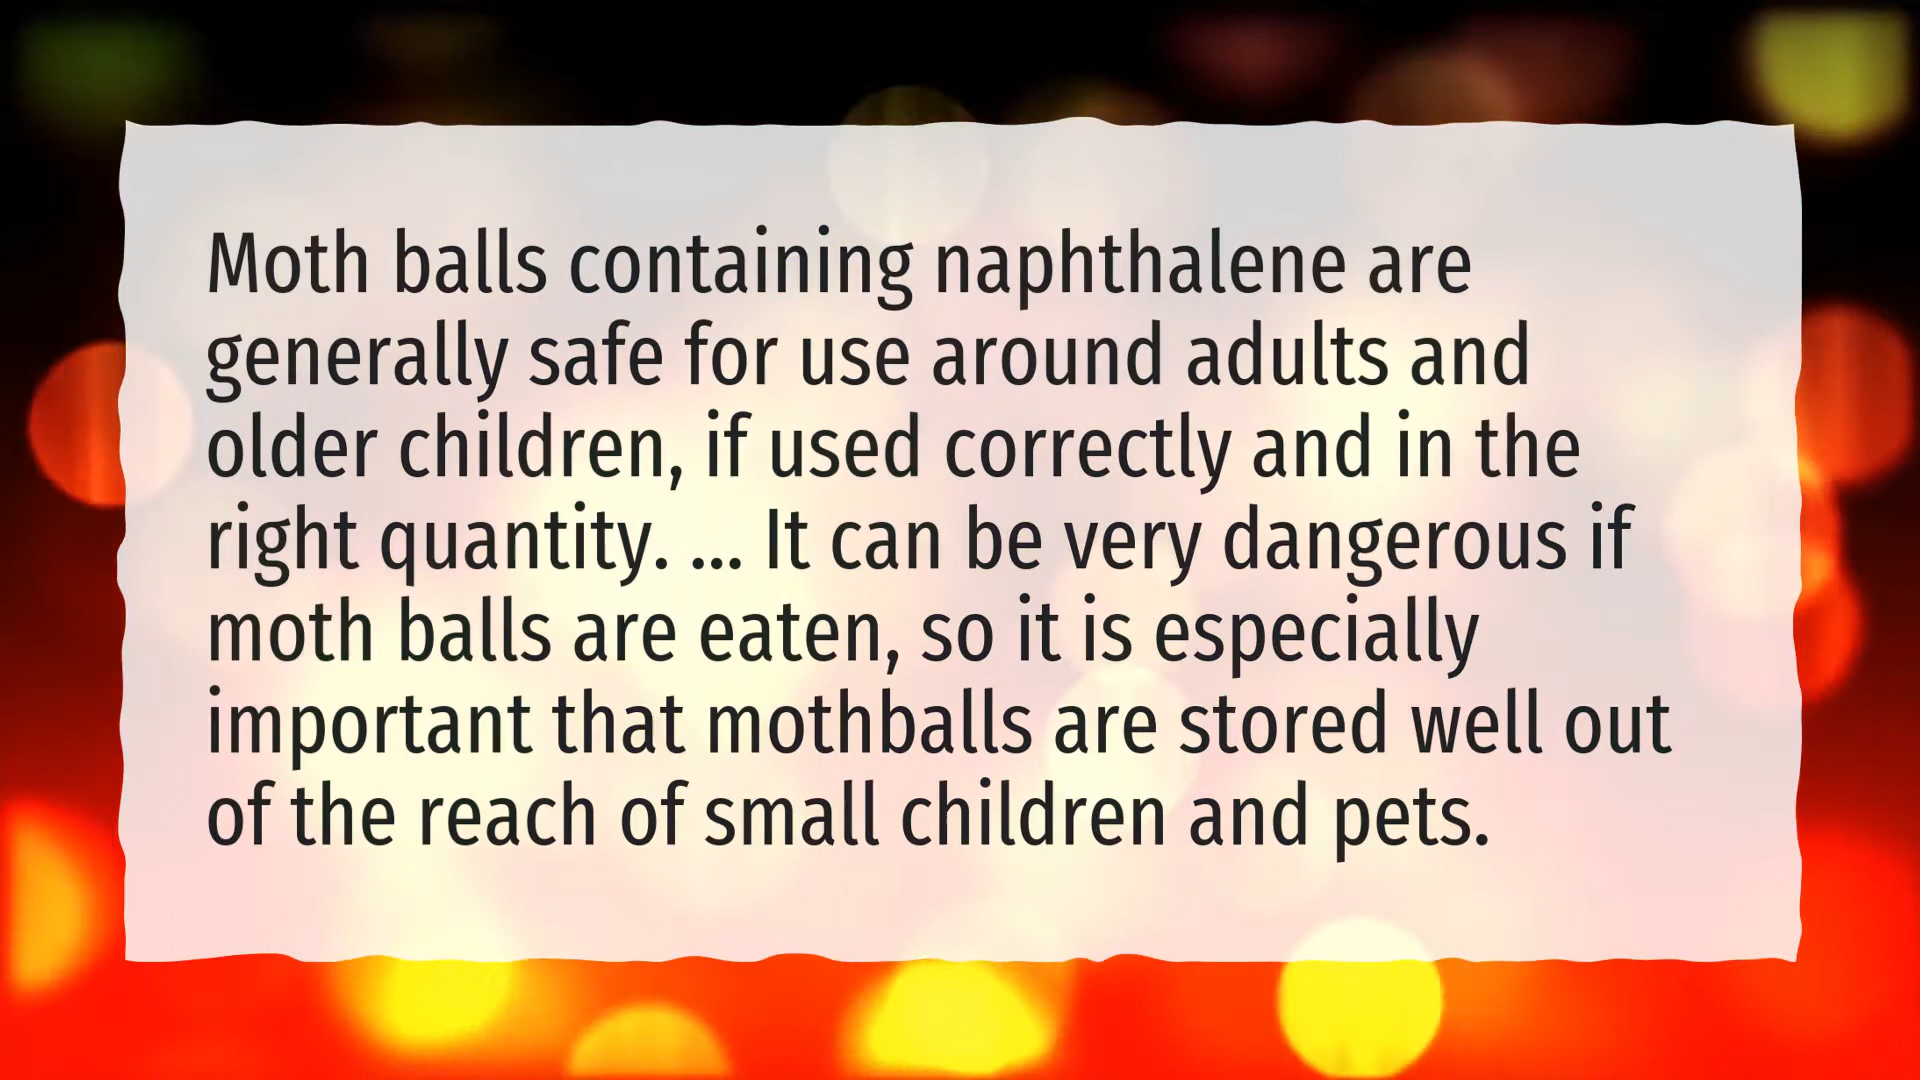 Moth balls containing naphthalene are
generally safe for use around adults and
older children, if used correctly and in the
right quantity. ... It can be very dangerous if
moth balls are eaten, so it is especially
important that mothballs are stored well out
of the reach of small children and pets.